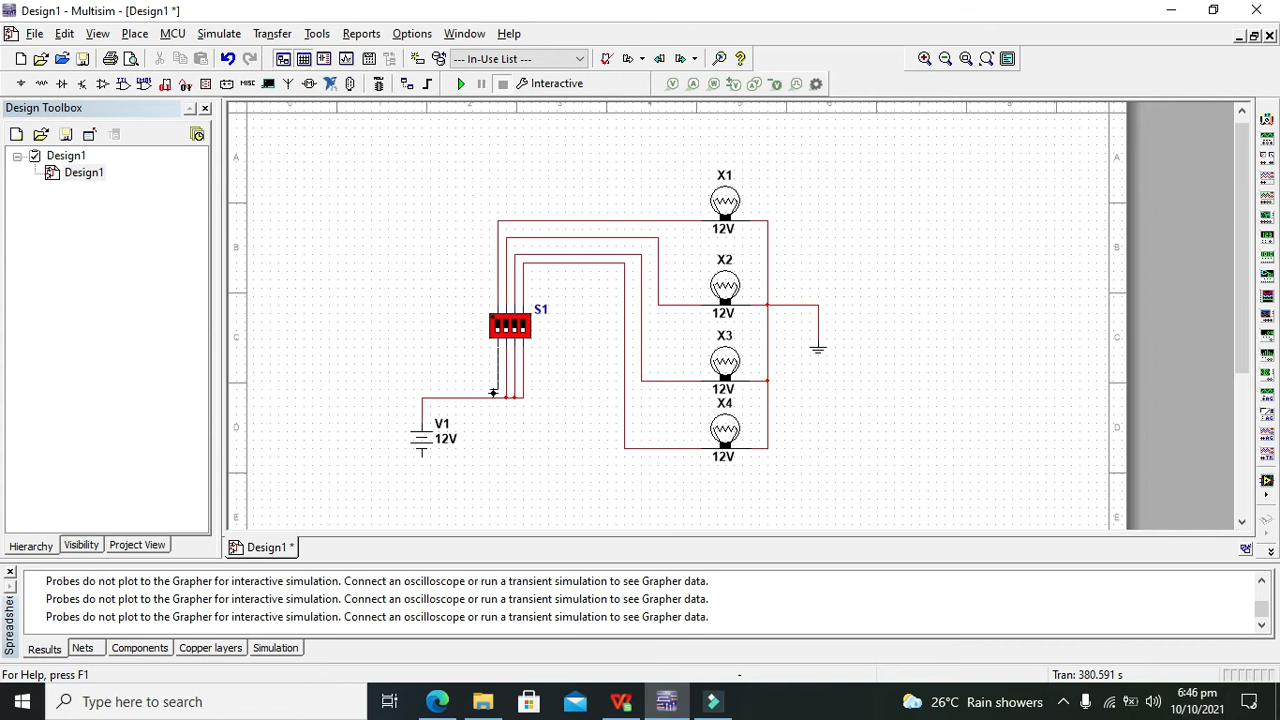 Design1 - Multisim - [Design1 *]
File Edit View Place MCU Simulate Transfer Tools Reports Options Window Help
--- In-Use List ---
Interactive
Design Toolbox
Design1
Design1
Hierarchy Visibility Project View
X1
12V
X2
12V
X3
12V
X4
12V
S1
V1
12V
Design1 *
Spreadsheet
Probes do not plot to the Grapher for interactive simulation. Connect an oscilloscope or run a transient simulation to see Grapher data.
Probes do not plot to the Grapher for interactive simulation. Connect an oscilloscope or run a transient simulation to see Grapher data.
Probes do not plot to the Grapher for interactive simulation. Connect an oscilloscope or run a transient simulation to see Grapher data.
Results Nets Components Copper layers Simulation
For Help, press F1
-
Tran: 380.591 s
Type here to search
26°C Rain showers
6:46 pm
10/10/2021